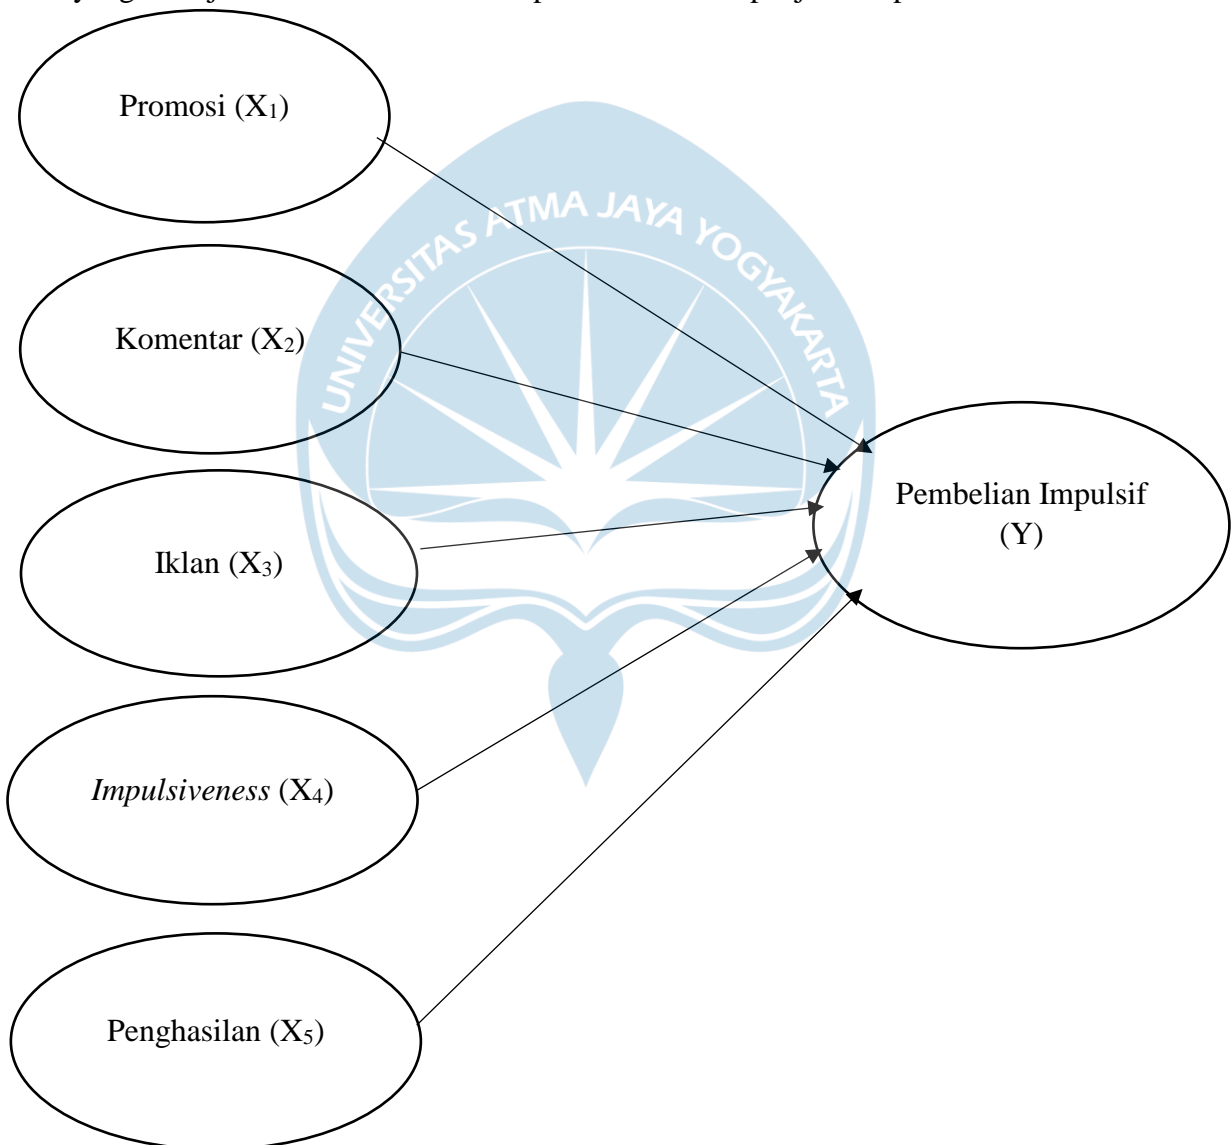 Promosi (X₁)
UNIVERSITAS ATMA JAYA YOGYAKARTA
Komentar (X₂)
Pembelian Impulsif
(Y)
Iklan (X₃)
Impulsiveness (X₄)
Penghasilan (X₅)